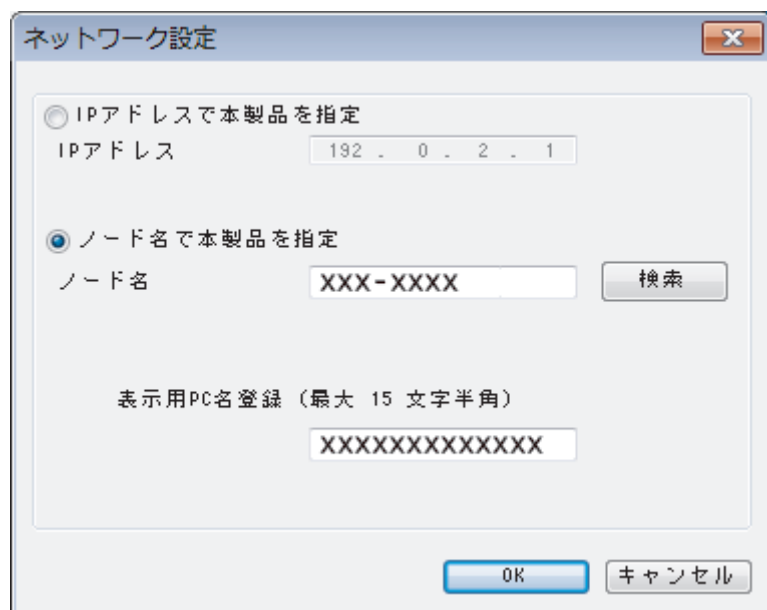 ネットワーク設定
IPアドレスで本製品を指定
IPアドレス 192 . 0 . 2 . 1
ノード名で本製品を指定
ノード名 XXX-XXXX 検索
表示用PC名登録 (最大 15 文字半角)
XXXXXXXXXXXXX
OK キャンセル